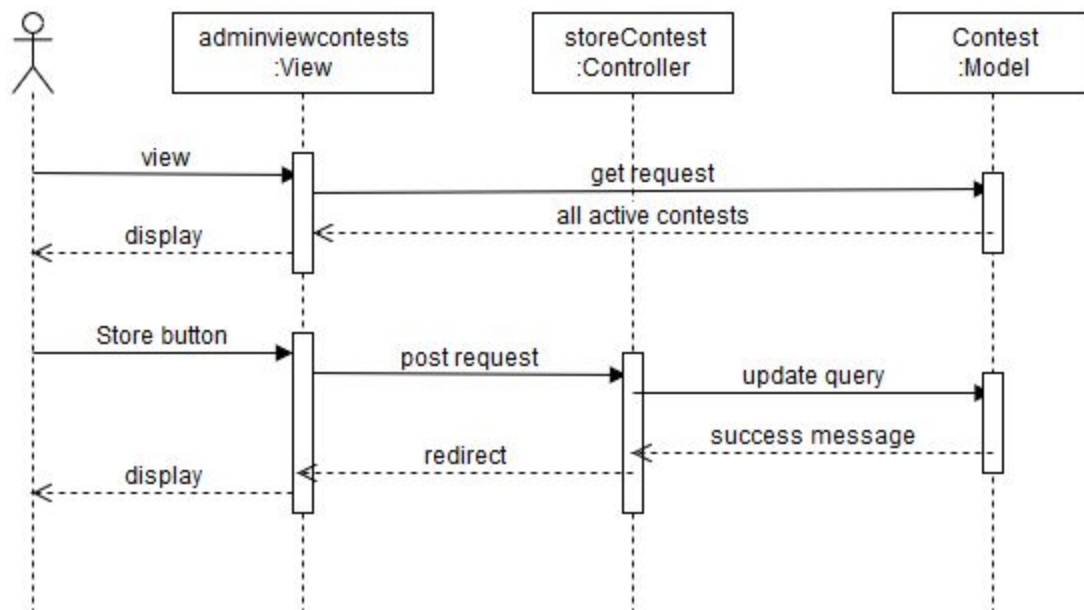 adminviewcontests
:View
storeContest
:Controller
Contest
:Model
view
get request
all active contests
display
Store button
post request
update query
success message
redirect
display